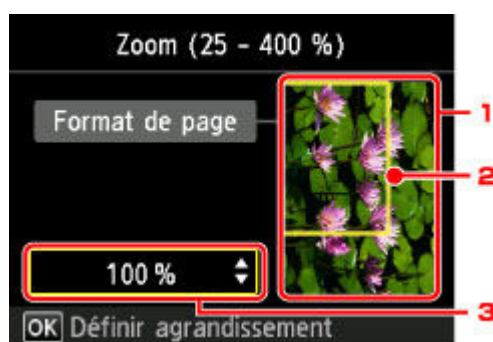 Zoom (25 - 400 %)
Format de page
1
2
100 %
3
OK Définir agrandissement